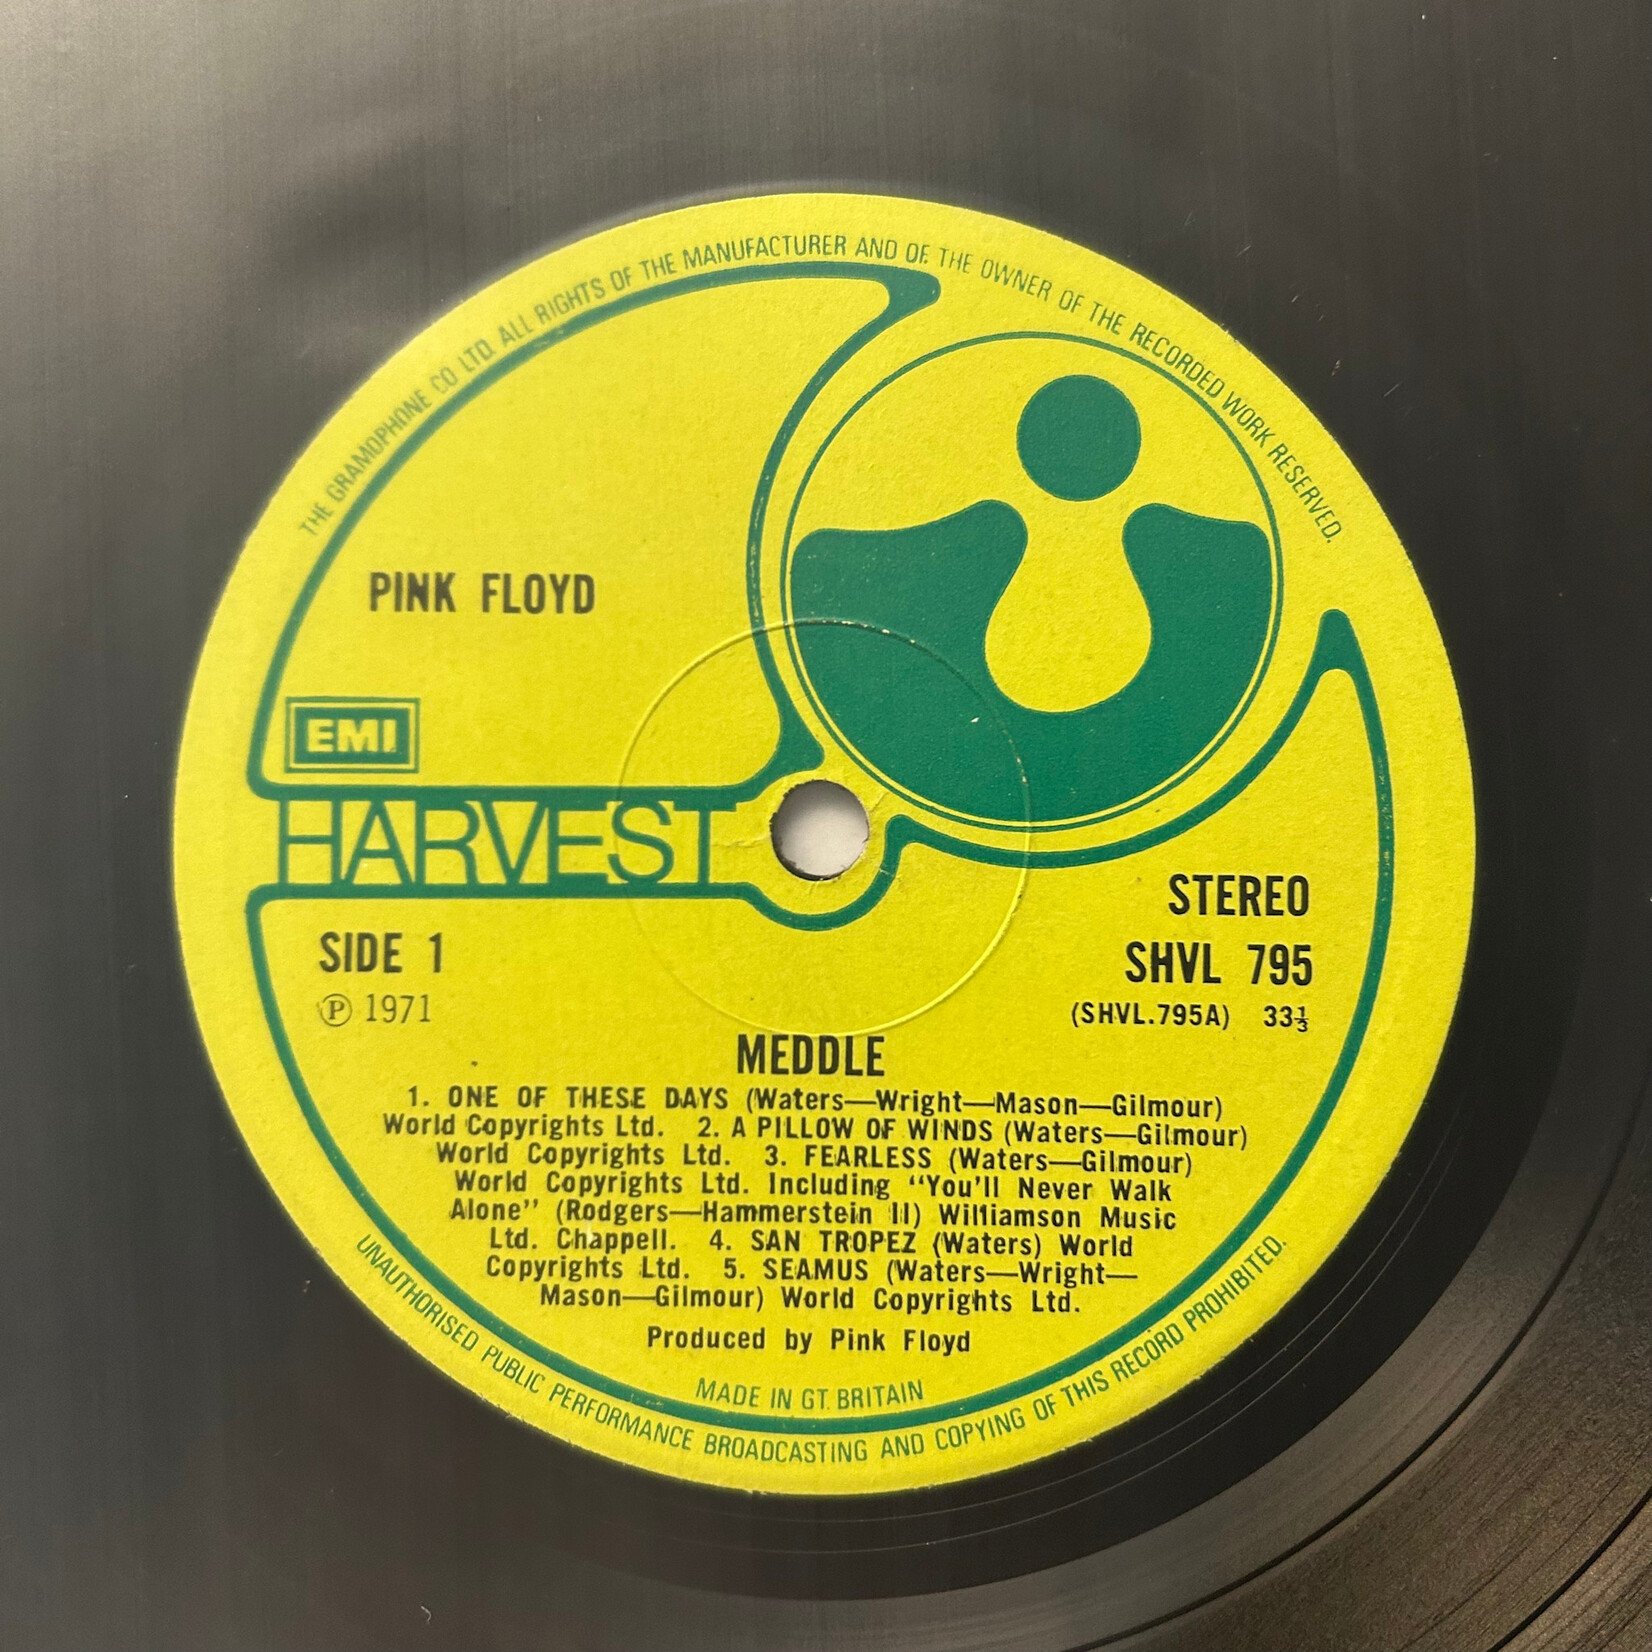 THE GRAMOPHONE CO LTD. ALL RIGHTS OF THE MANUFACTURER AND OF THE OWNER OF THE RECORDED WORK RESERVED.
PINK FLOYD
EMI
HARVEST
SIDE 1
℗ 1971
STEREO
SHVL 795
(SHVL.795A) 33⅓
MEDDLE
1. ONE OF THESE DAYS (Waters—Wright—Mason—Gilmour)
World Copyrights Ltd. 2. A PILLOW OF WINDS (Waters—Gilmour)
World Copyrights Ltd. 3. FEARLESS (Waters—Gilmour)
World Copyrights Ltd. Including "You'll Never Walk
Alone" (Rodgers—Hammerstein II) Williamson Music
Ltd. Chappell. 4. SAN TROPEZ (Waters) World
Copyrights Ltd. 5. SEAMUS (Waters—Wright—
Mason—Gilmour) World Copyrights Ltd.
Produced by Pink Floyd
MADE IN GT. BRITAIN
UNAUTHORISED PUBLIC PERFORMANCE BROADCASTING AND COPYING OF THIS RECORD PROHIBITED.